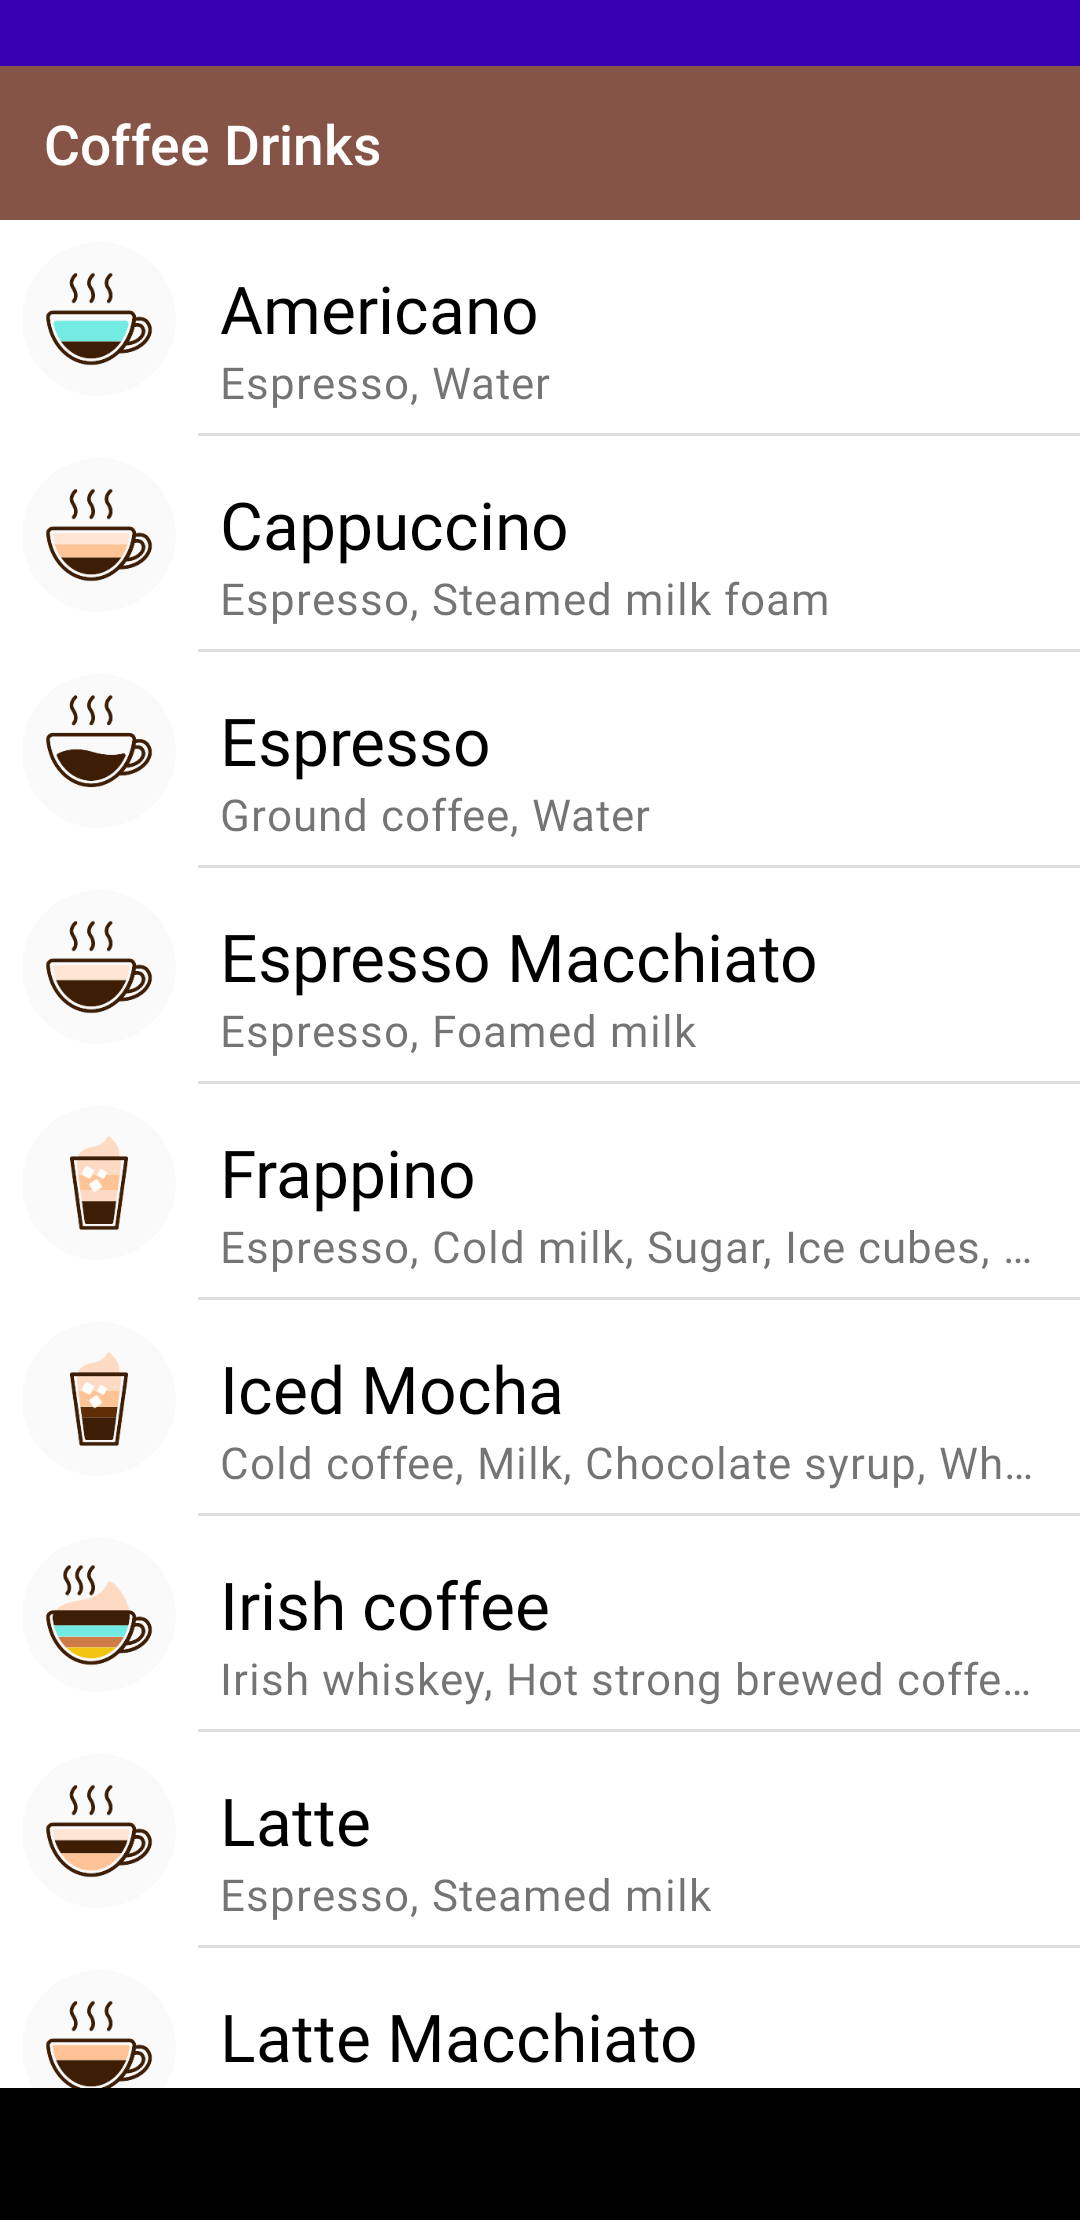 Coffee Drinks
Americano
Espresso, Water
Cappuccino
Espresso, Steamed milk foam
Espresso
Ground coffee, Water
Espresso Macchiato
Espresso, Foamed milk
Frappino
Espresso, Cold milk, Sugar, Ice cubes, …
Iced Mocha
Cold coffee, Milk, Chocolate syrup, Wh…
Irish coffee
Irish whiskey, Hot strong brewed coffe…
Latte
Espresso, Steamed milk
Latte Macchiato